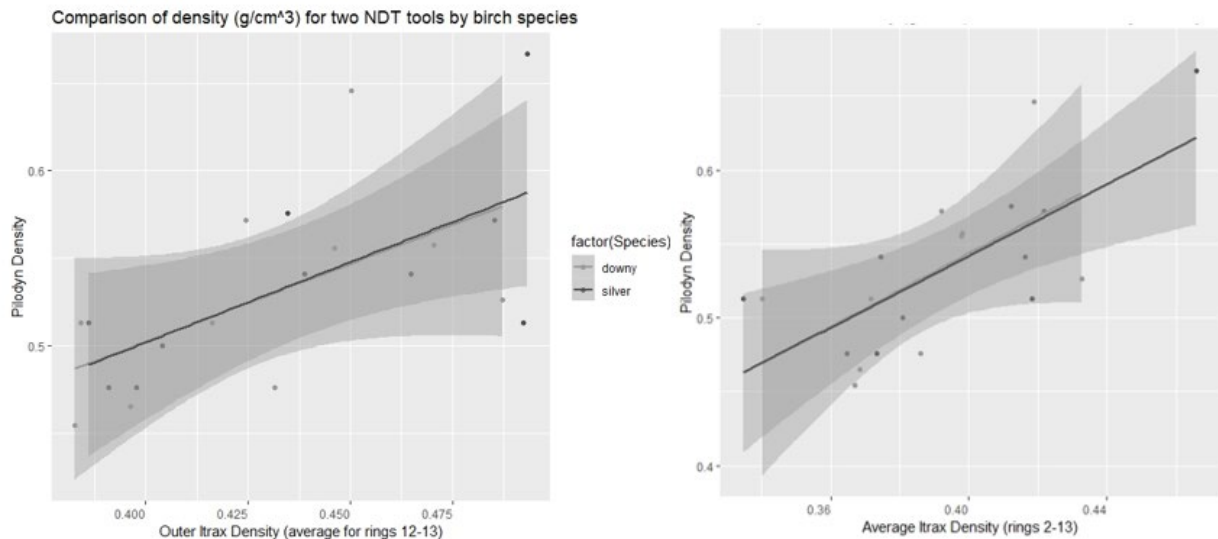 Comparison of density (g/cm^3) for two NDT tools by birch species
Pilodyn Density
0.6
0.5
0.400
0.425
0.450
0.475
Outer Itrax Density (average for rings 12-13)
factor(Species)
downy
silver
Pilodyn Density
0.6
0.5
0.4
0.36
0.40
0.44
Average Itrax Density (rings 2-13)